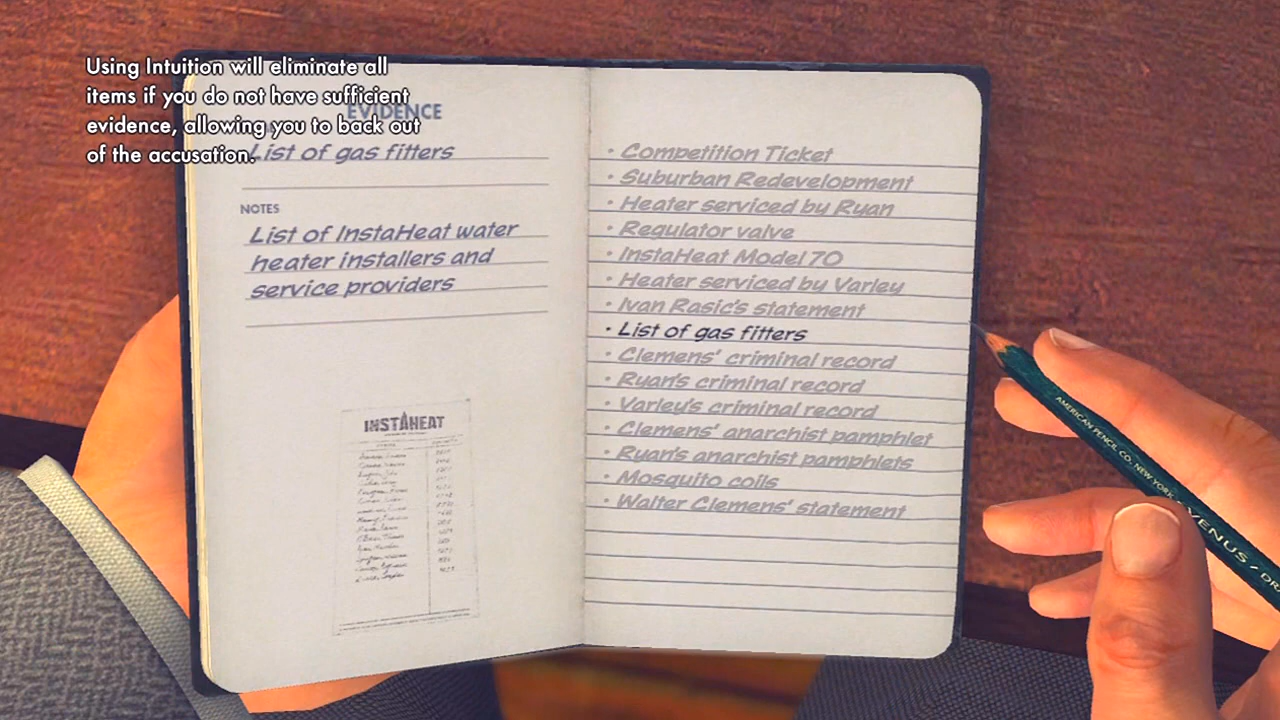 Using Intuition will eliminate all
items if you do not have sufficient
evidence, allowing you to back out
of the accusation.
EVIDENCE
List of gas fitters
NOTES
List of InstaHeat water
heater installers and
service providers
INSTAHEAT
• Competition Ticket
• Suburban Redevelopment
• Heater serviced by Ryan
• Regulator valve
• InstaHeat Model 70
• Heater serviced by Varley
• Ivan Rasic's statement
• List of gas fitters
• Clemens' criminal record
• Ryan's criminal record
• Varley's criminal record
• Clemens' anarchist pamphlet
• Ryan's anarchist pamphlets
• Mosquito coils
• Walter Clemens' statement
AMERICAN PENCIL CO. NEW YORK VENUS / DRA